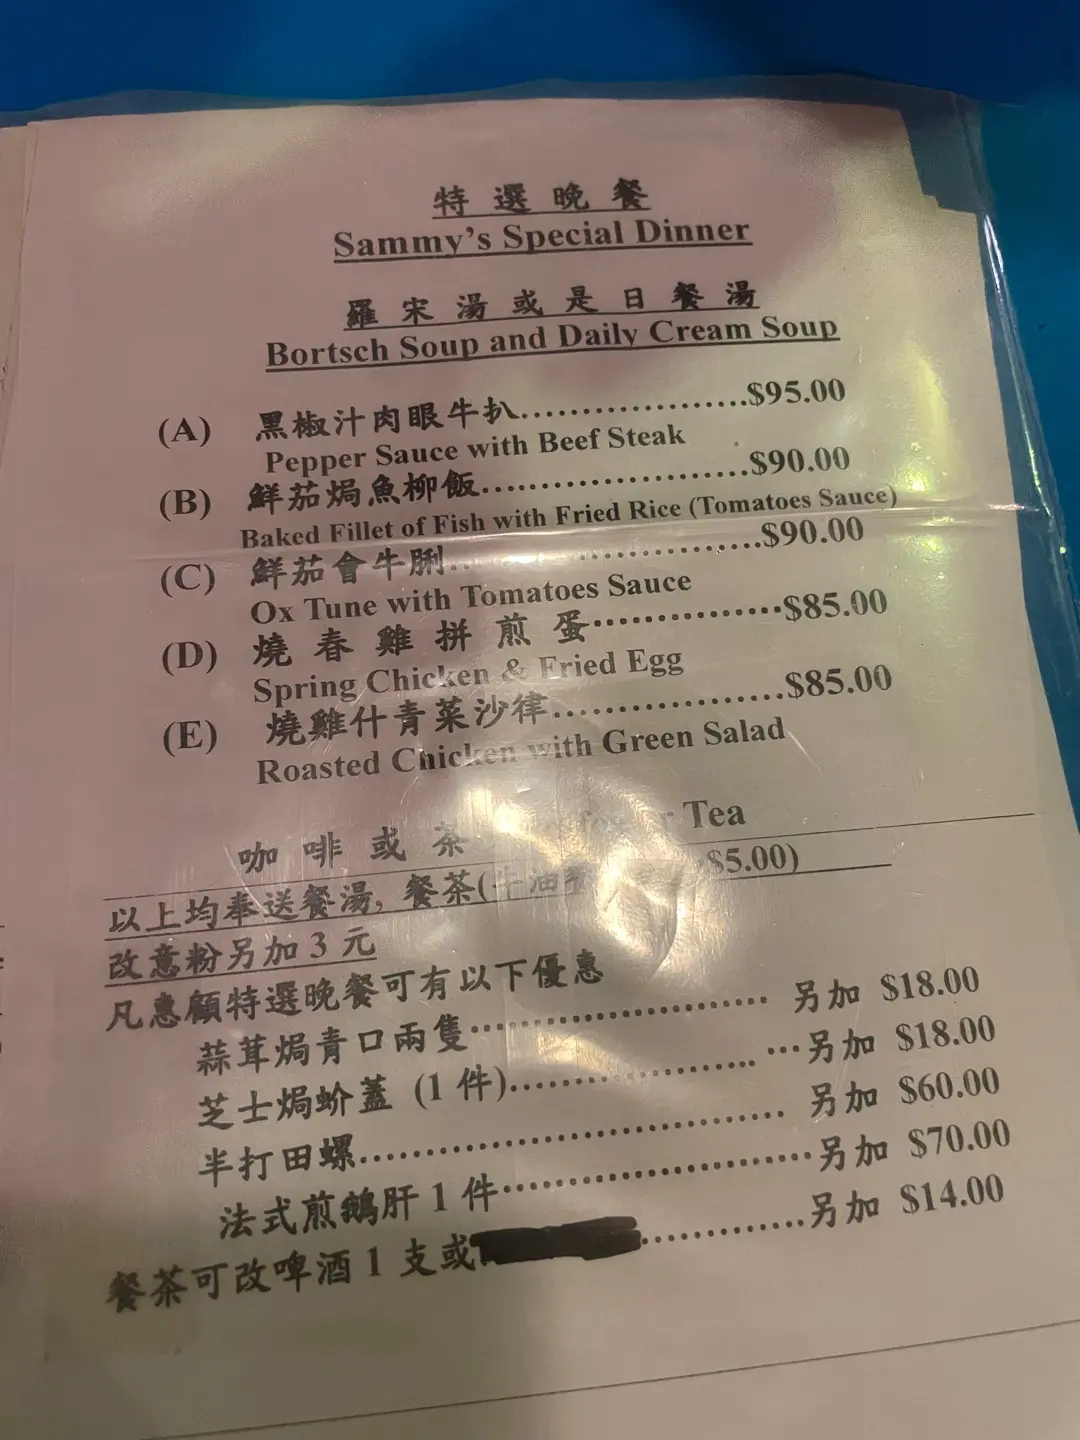 特選晚餐
Sammy's Special Dinner
羅宋湯或是日餐湯
Bortsch Soup and Daily Cream Soup
(A) 黑椒汁肉眼牛扒....................$95.00
Pepper Sauce with Beef Steak
(B) 鮮茄焗魚柳飯........................$90.00
Baked Fillet of Fish with Fried Rice (Tomatoes Sauce)
(C) 鮮茄會牛脷...........................$90.00
Ox Tune with Tomatoes Sauce
(D) 燒春雞拼煎蛋...............$85.00
Spring Chicken & Fried Egg
(E) 燒雞什青菜沙律.....................$85.00
Roasted Chicken with Green Salad
咖啡或茶 Tea
以上均奉送餐湯, 餐茶(牛油 $5.00)
改意粉另加 3 元
凡惠顧特選晚餐可有以下優惠
蒜茸焗青口兩隻........................... 另加 $18.00
芝士焗蚧蓋 (1 件)........................另加 $18.00
半打田螺...................................... 另加 $60.00
法式煎鵝肝 1 件...........................另加 $70.00
餐茶可改啤酒 1 支或..............另加 $14.00